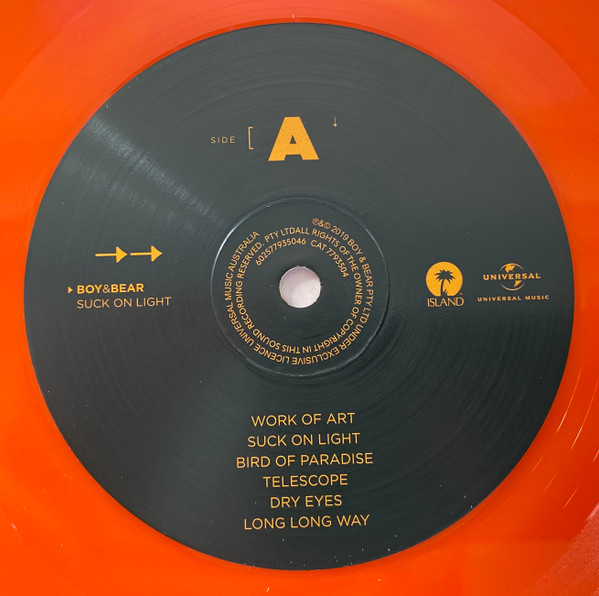 SIDE [ A ↓
BOY&BEAR
SUCK ON LIGHT
℗&© 2019 BOY & BEAR PTY LTD UNDER EXCLUSIVE LICENCE UNIVERSAL MUSIC AUSTRALIA
PTY LTDALL RIGHTS OF THE OWNER OF COPYRIGHT IN THIS SOUND RECORDING RESERVED.
602577935046 CAT 7793504
ISLAND
UNIVERSAL
UNIVERSAL MUSIC
WORK OF ART
SUCK ON LIGHT
BIRD OF PARADISE
TELESCOPE
DRY EYES
LONG LONG WAY